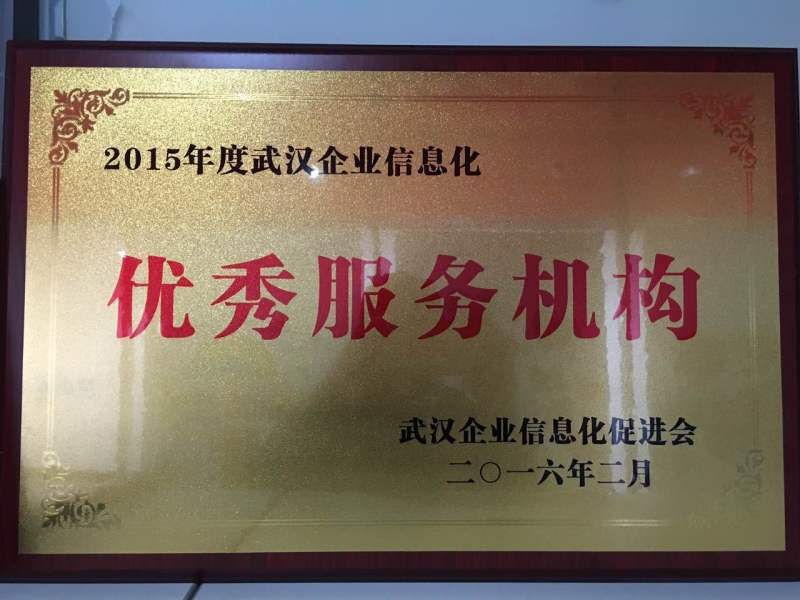 2015年度武汉企业信息化
优秀服务机构
武汉企业信息化促进会
二〇一六年二月